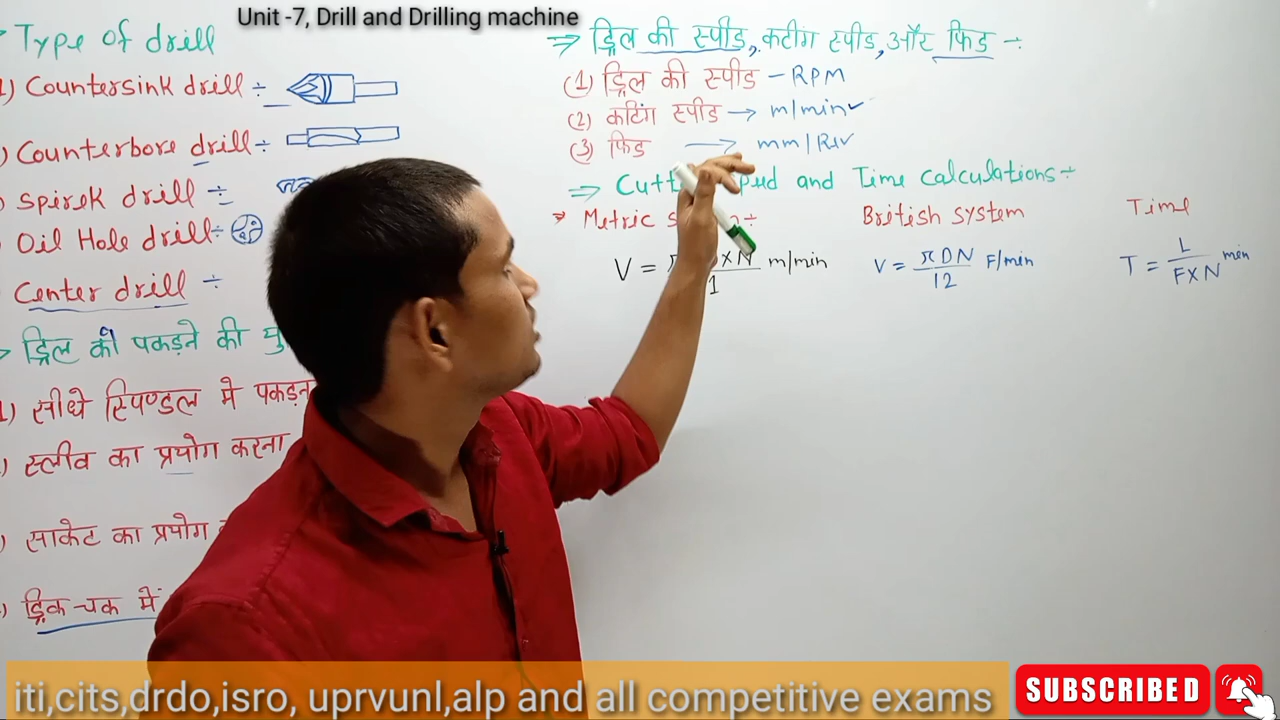 Unit -7, Drill and Drilling machine
Type of drill
1) Countersink drill ÷
) Counterbore drill ÷
) Spirek drill ÷
) Oil Hole drill ÷
Center drill ÷
ड्रिल को पकड़ने की
1) सीधे स्पिण्डल मे पकड़ना
) स्लीव का प्रयोग करना
) साकेट का प्रयोग
) ड्रिक-चक में
⇒ ड्रिल की स्पीड, कटींग स्पीड, और फिड ÷
(1) ड्रिल की स्पीड - RPM
(2) कटिंग स्पीड → m/min ✓
(3) फिड → mm/Rev
⇒ and Time calculations ÷
Metric
V = ×N m/min
British system
V = πDN/12 F/min
Time
T = L/F×N min
iti,cits,drdo,isro, uprvunl,alp and all competitive exams
SUBSCRIBED